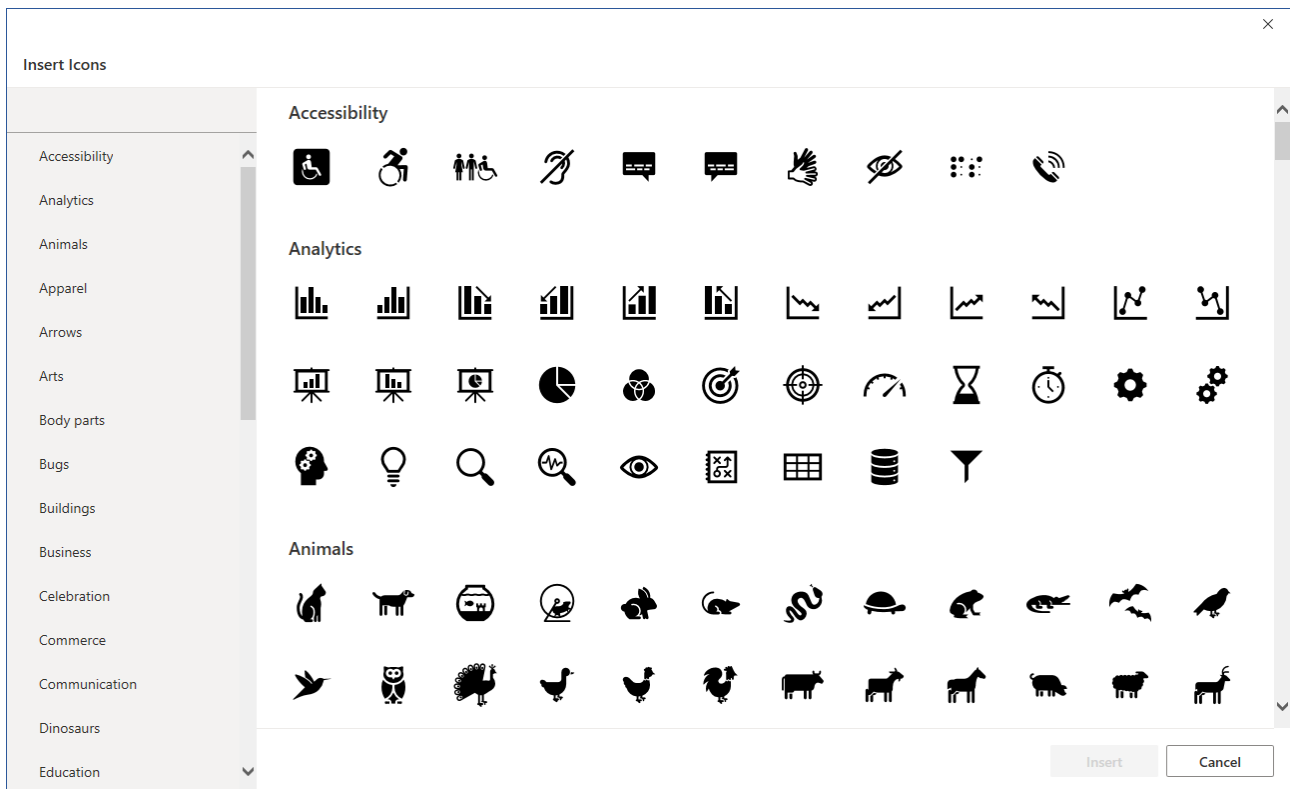 Insert Icons
Accessibility
Analytics
Animals
Apparel
Arrows
Arts
Body parts
Bugs
Buildings
Business
Celebration
Commerce
Communication
Dinosaurs
Education
Accessibility
Analytics
Animals
Insert
Cancel